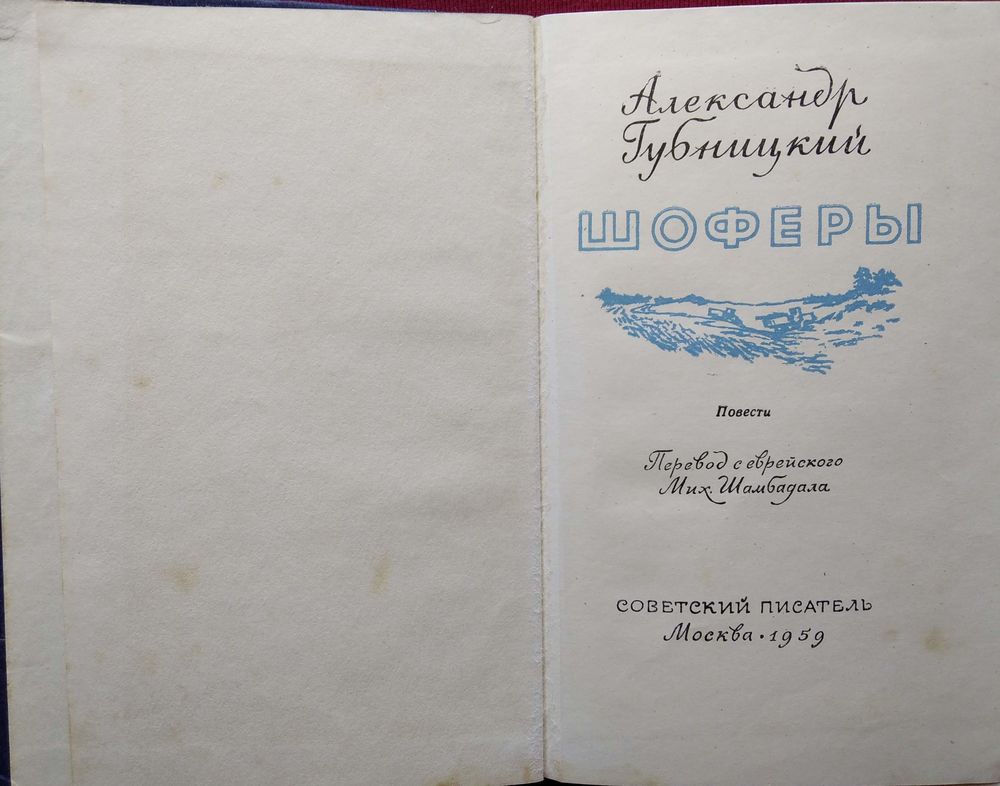 Александр
Губницкий
ШОФЕРЫ
Повести
Перевод с еврейского
Мих. Шамбадала
СОВЕТСКИЙ ПИСАТЕЛЬ
Москва • 1959